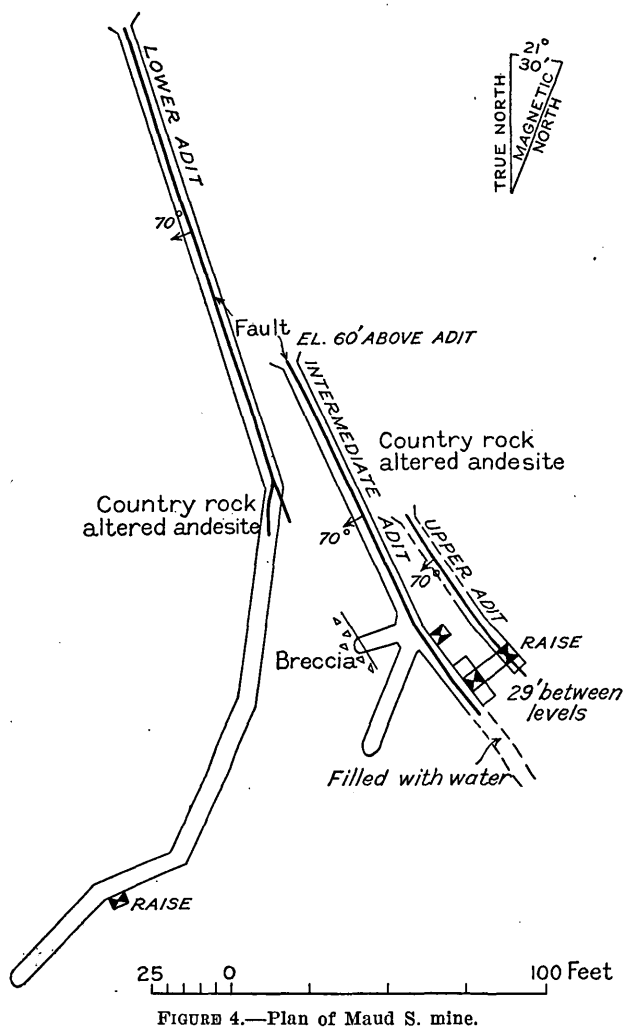 21°
30'
TRUE NORTH
MAGNETIC
NORTH
LOWER ADIT
70°
Fault
EL. 60' ABOVE ADIT
INTERMEDIATE
ADIT
Country rock
altered andesite
Country rock
altered andesite
70°
UPPER ADIT
70°
RAISE
Breccia
29' between
levels
Filled with water
RAISE
25 0 100 Feet
FIGURE 4.—Plan of Maud S. mine.